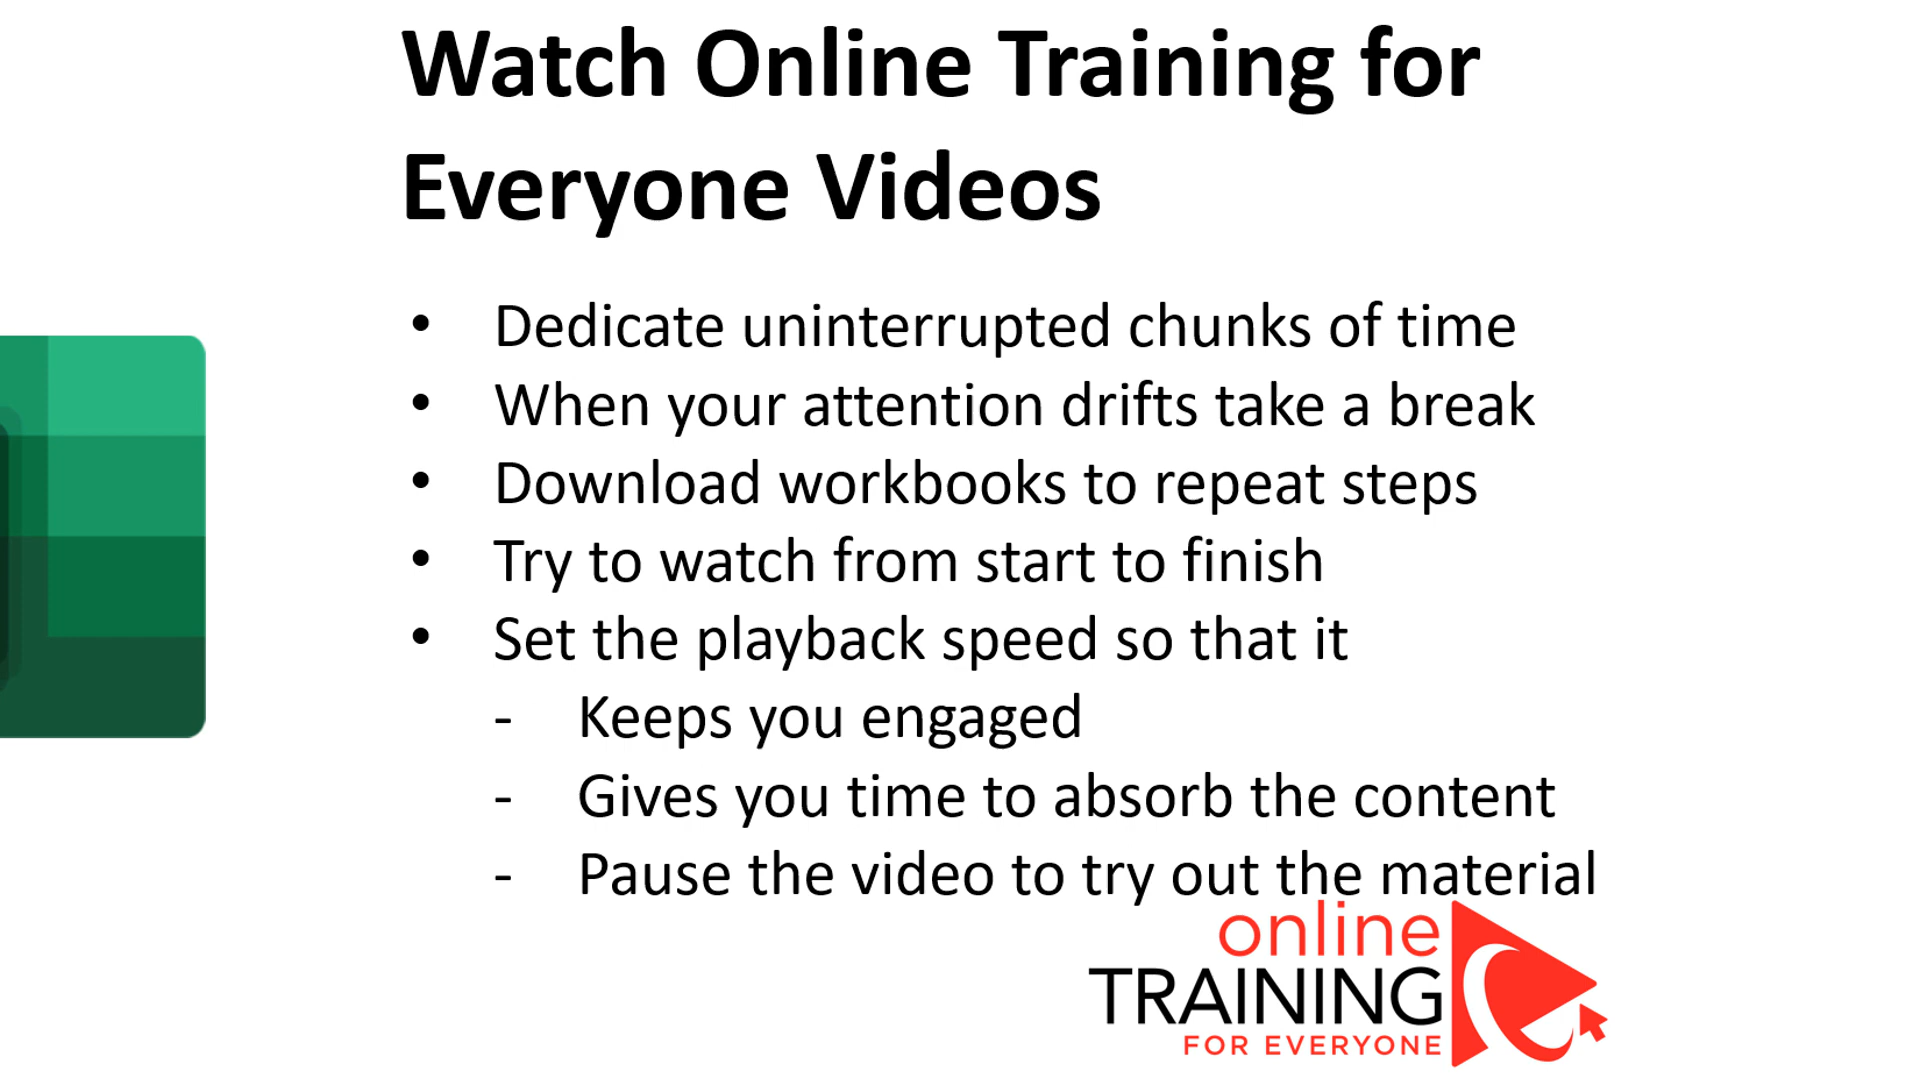 Watch Online Training for
Everyone Videos
• Dedicate uninterrupted chunks of time
• When your attention drifts take a break
• Download workbooks to repeat steps
• Try to watch from start to finish
• Set the playback speed so that it
- Keeps you engaged
- Gives you time to absorb the content
- Pause the video to try out the material
online
TRAINING
FOR EVERYONE